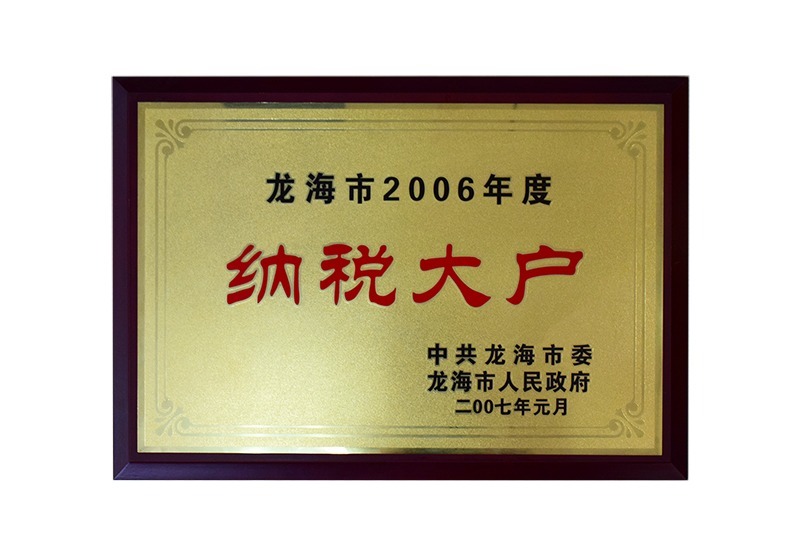 龙海市2006年度
纳税大户
中共龙海市委
龙海市人民政府
二00七年元月